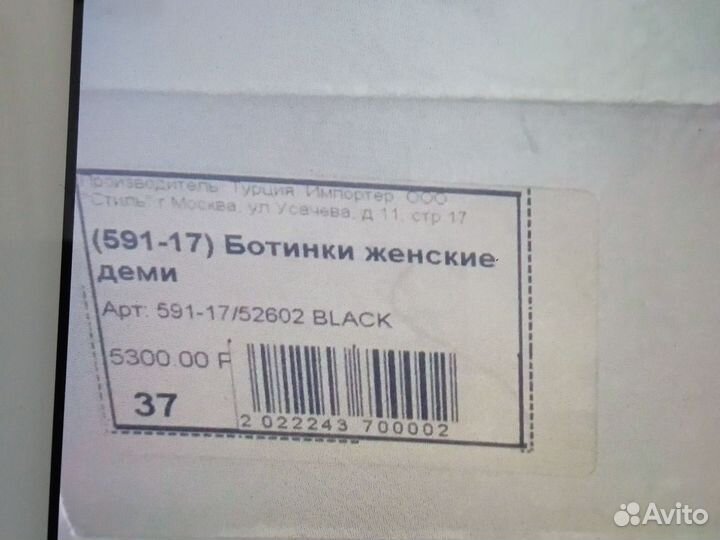 Производитель: Турция. Импортер: ООО
"Стиль" г.Москва, ул.Усачева, д.11, стр 17
(591-17) Ботинки женские
деми
Арт: 591-17/52602 BLACK
5300.00 Р
37
2 022243 700002
Avito